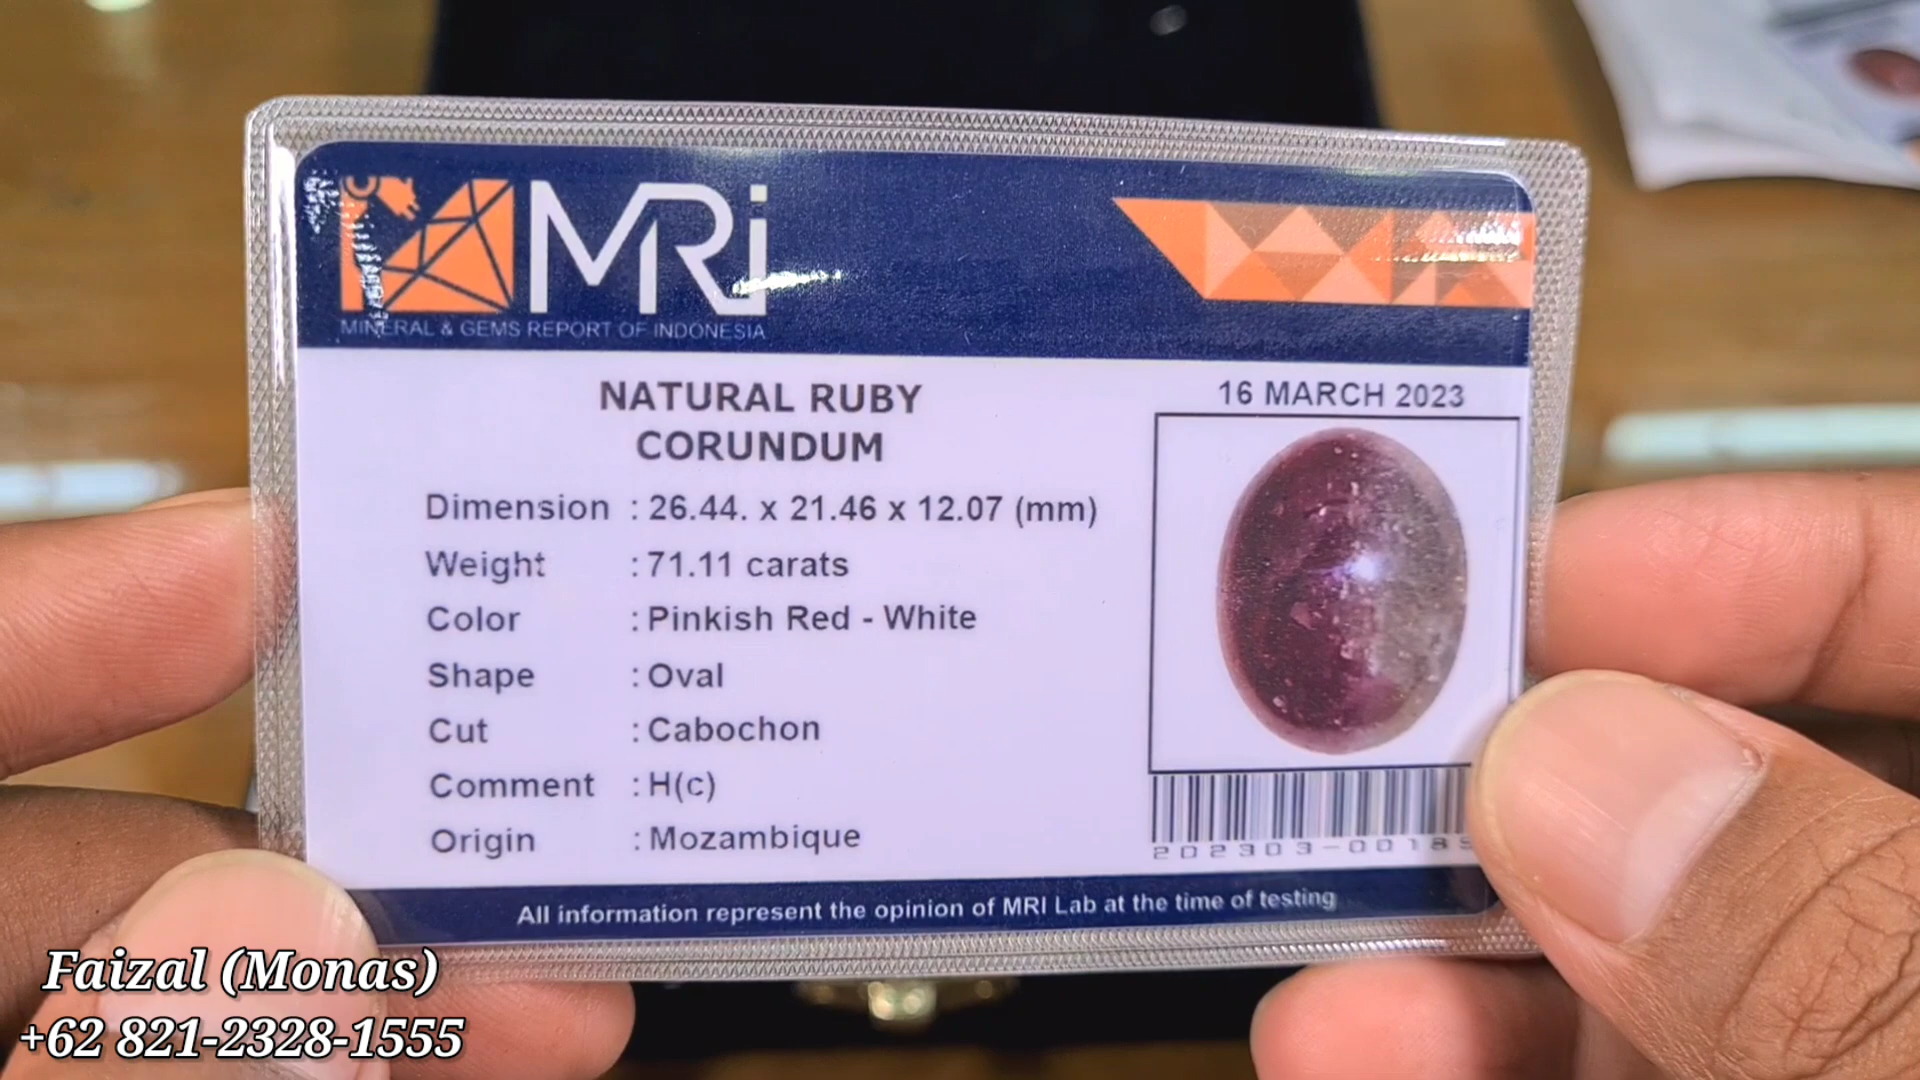 MRi
MINERAL & GEMS REPORT OF INDONESIA
NATURAL RUBY
CORUNDUM
16 MARCH 2023
Dimension : 26.44. x 21.46 x 12.07 (mm)
Weight : 71.11 carats
Color : Pinkish Red - White
Shape : Oval
Cut : Cabochon
Comment : H(c)
Origin : Mozambique
All information represent the opinion of MRI Lab at the time of testing
Faizal (Monas)
+62 821-2328-1555